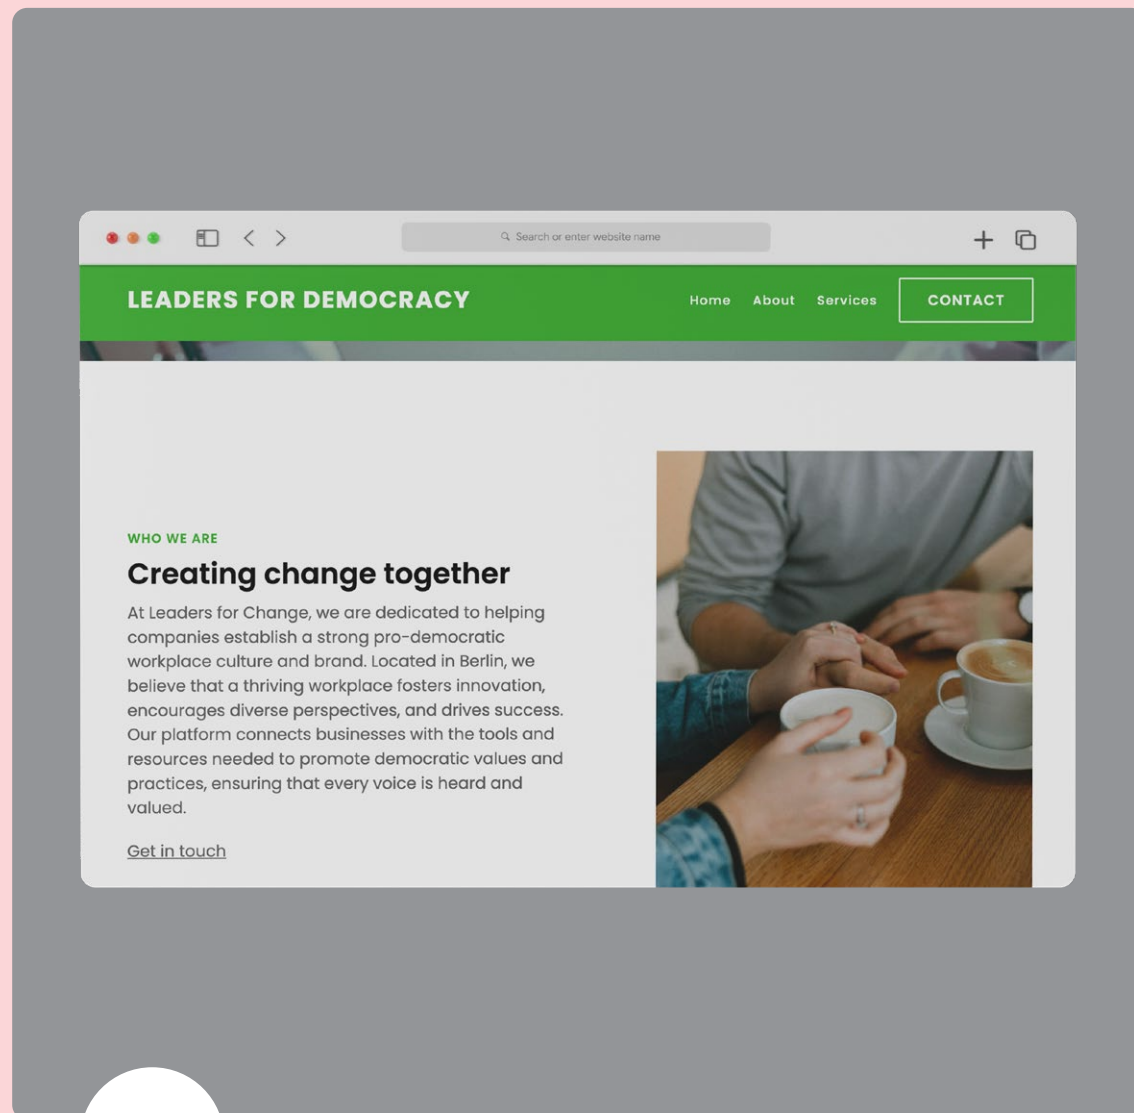 Search or enter website name
LEADERS FOR DEMOCRACY
Home About Services CONTACT
WHO WE ARE
Creating change together
At Leaders for Change, we are dedicated to helping
companies establish a strong pro-democratic
workplace culture and brand. Located in Berlin, we
believe that a thriving workplace fosters innovation,
encourages diverse perspectives, and drives success.
Our platform connects businesses with the tools and
resources needed to promote democratic values and
practices, ensuring that every voice is heard and
valued.
Get in touch